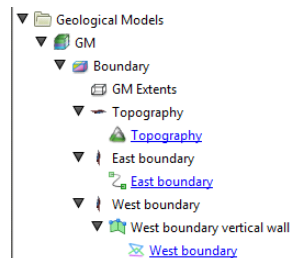 Geological Models
GM
Boundary
GM Extents
Topography
Topography
East boundary
East boundary
West boundary
West boundary vertical wall
West boundary